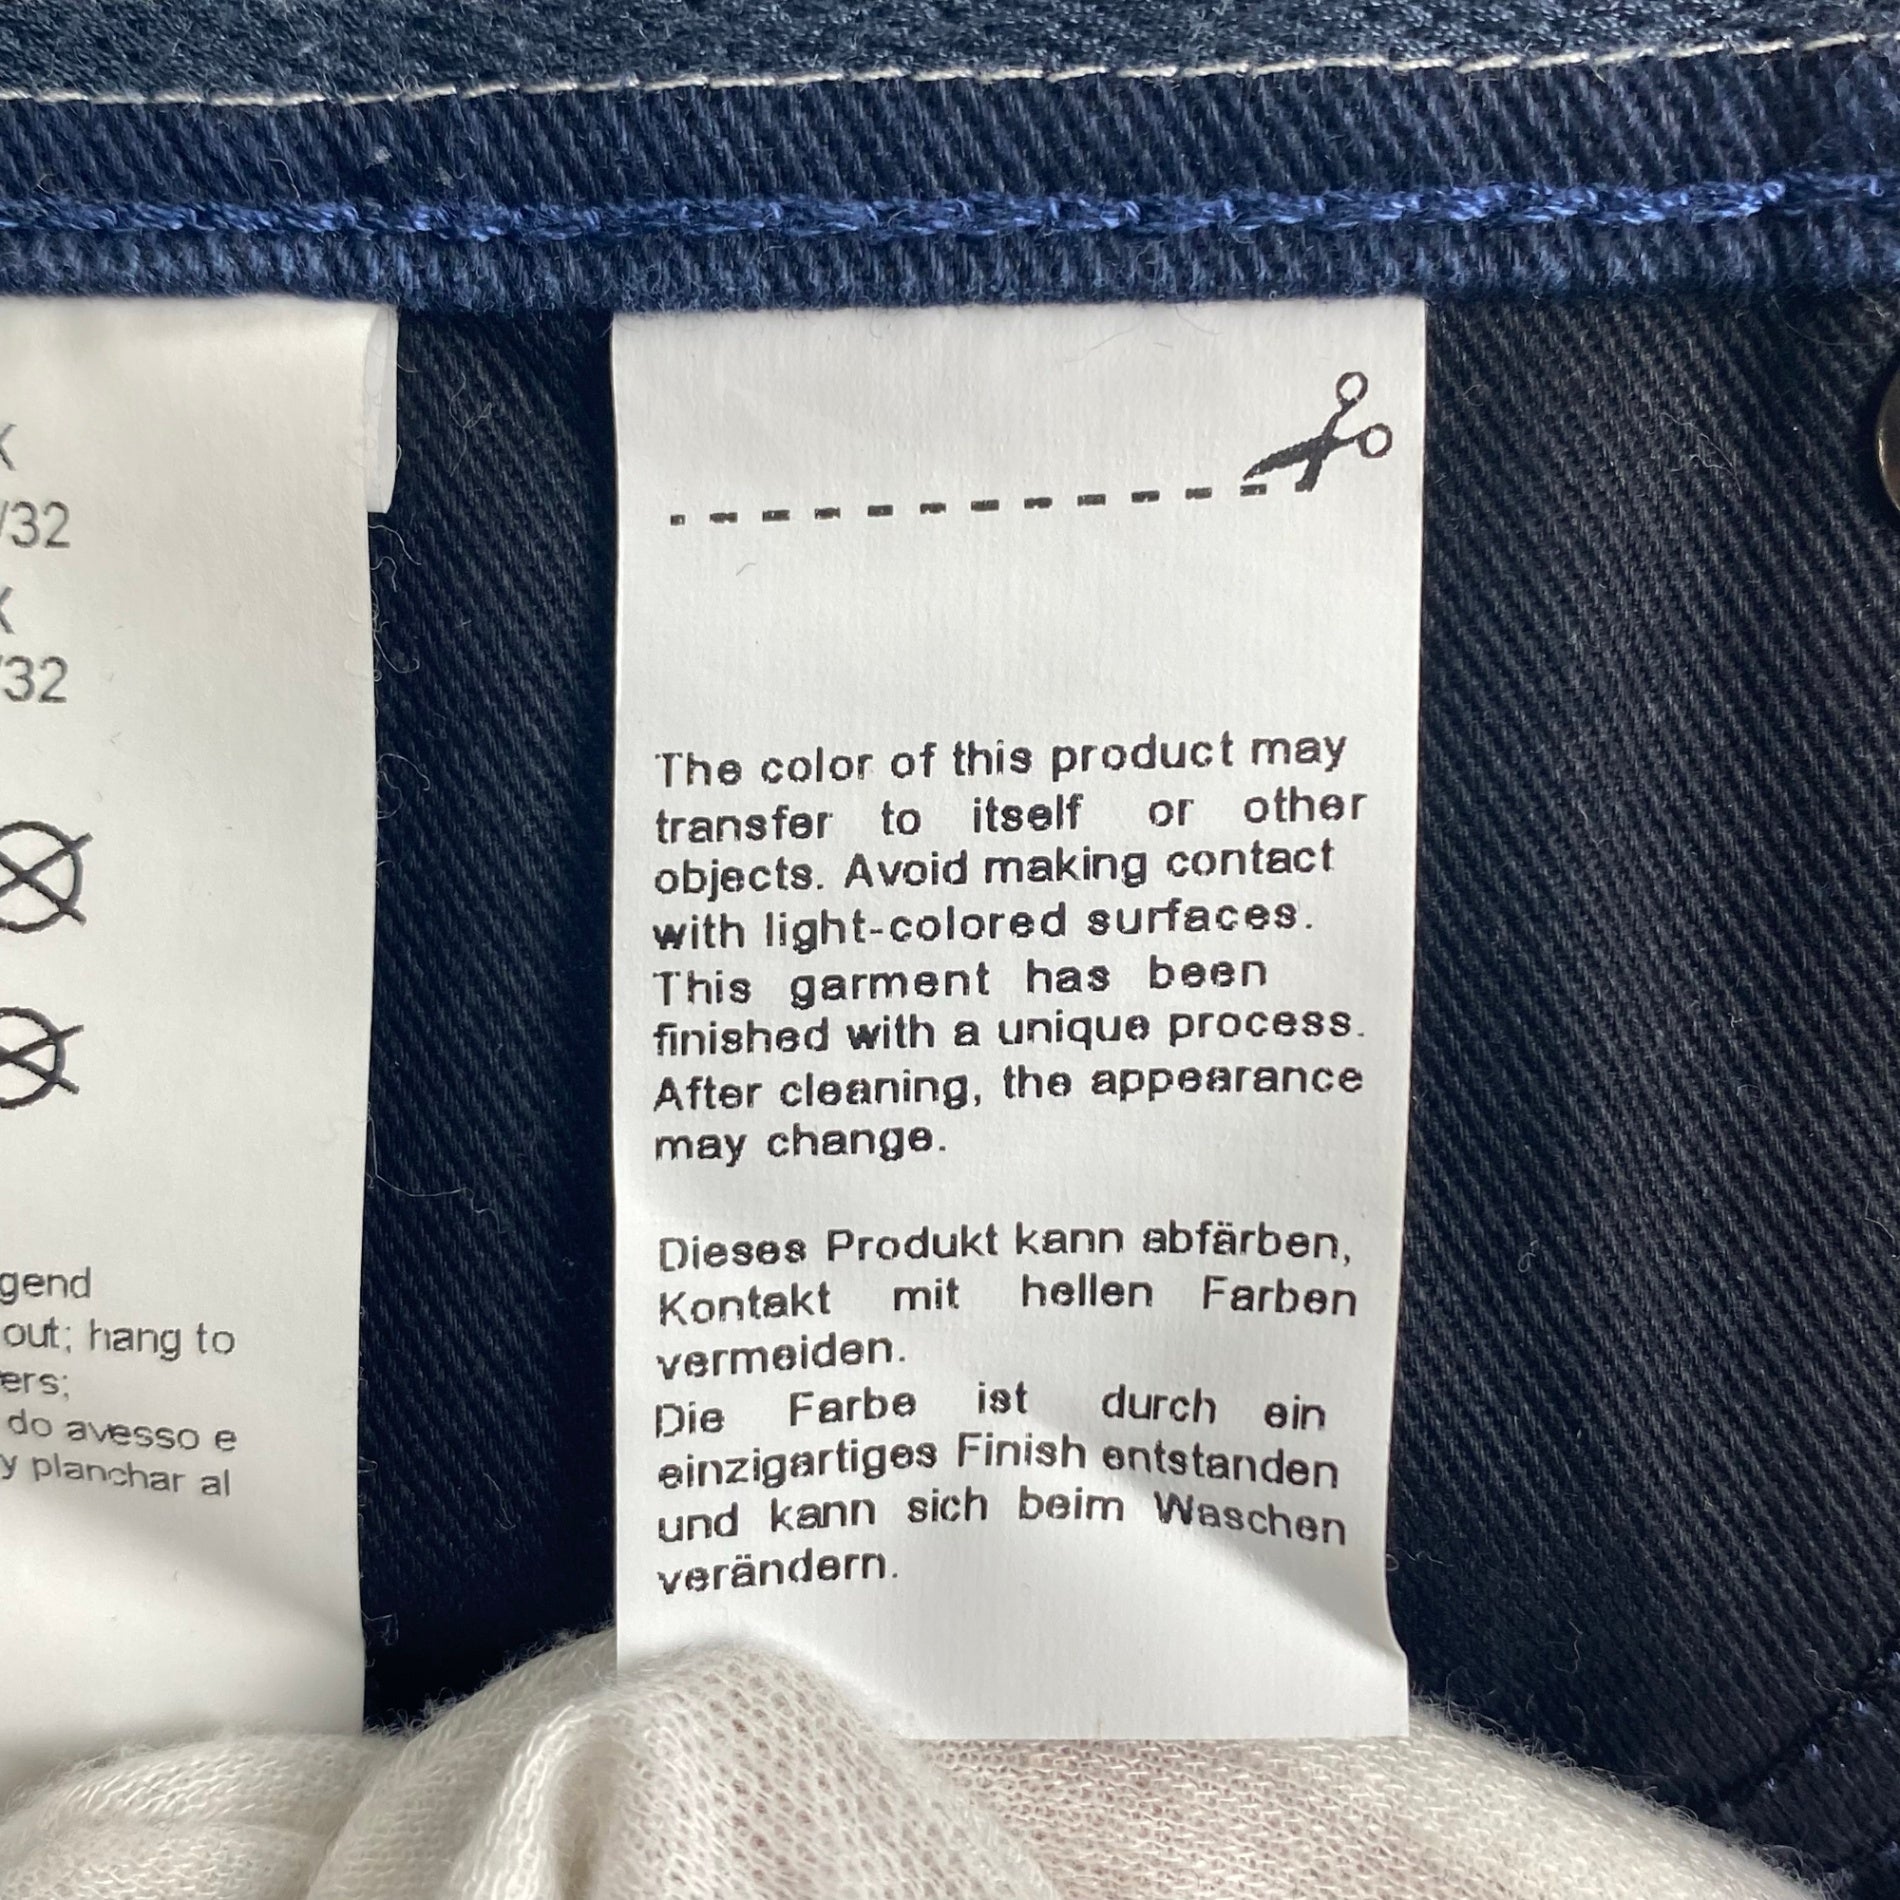 /32
/32
gend
out; hang to
ers;
do avesso e
y planchar al
The color of this product may
transfer to itself or other
objects. Avoid making contact
with light-colored surfaces.
This garment has been
finished with a unique process.
After cleaning, the appearance
may change.
Dieses Produkt kann abfärben,
Kontakt mit hellen Farben
vermeiden.
Die Farbe ist durch ein
einzigartiges Finish entstanden
und kann sich beim Waschen
verändern.